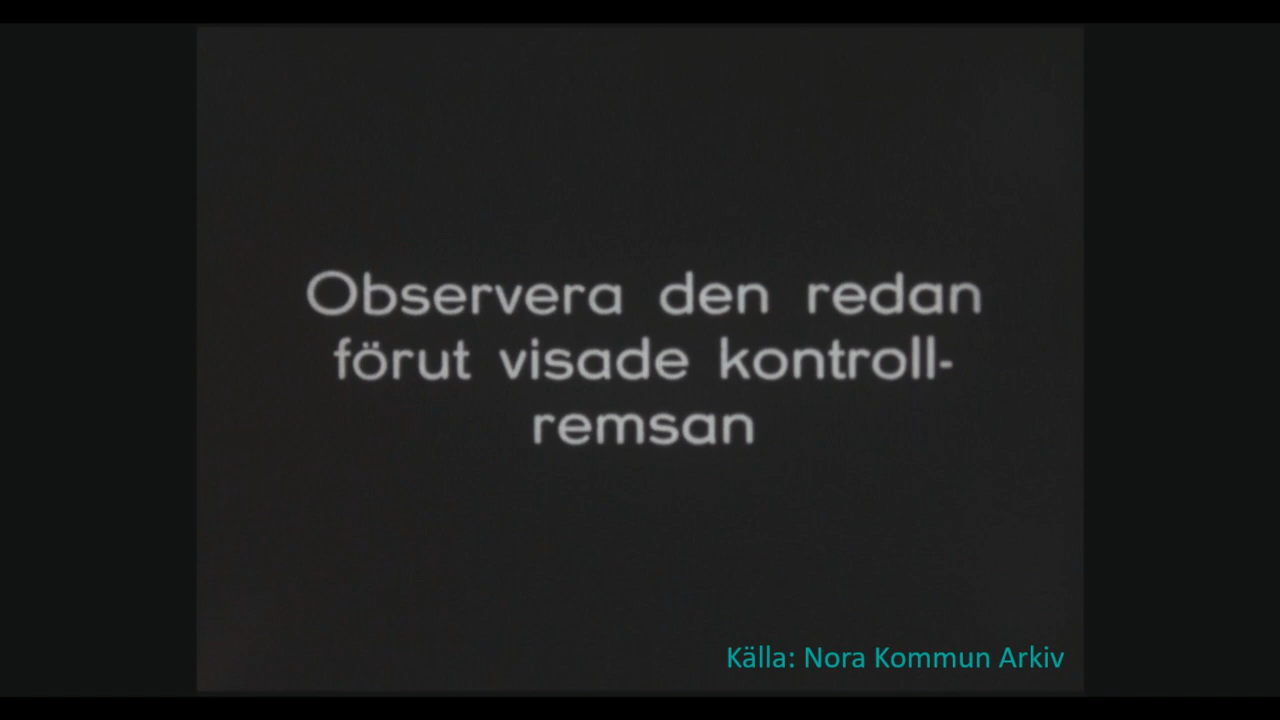 Observera den redan
förut visade kontroll-
remsan
Källa: Nora Kommun Arkiv